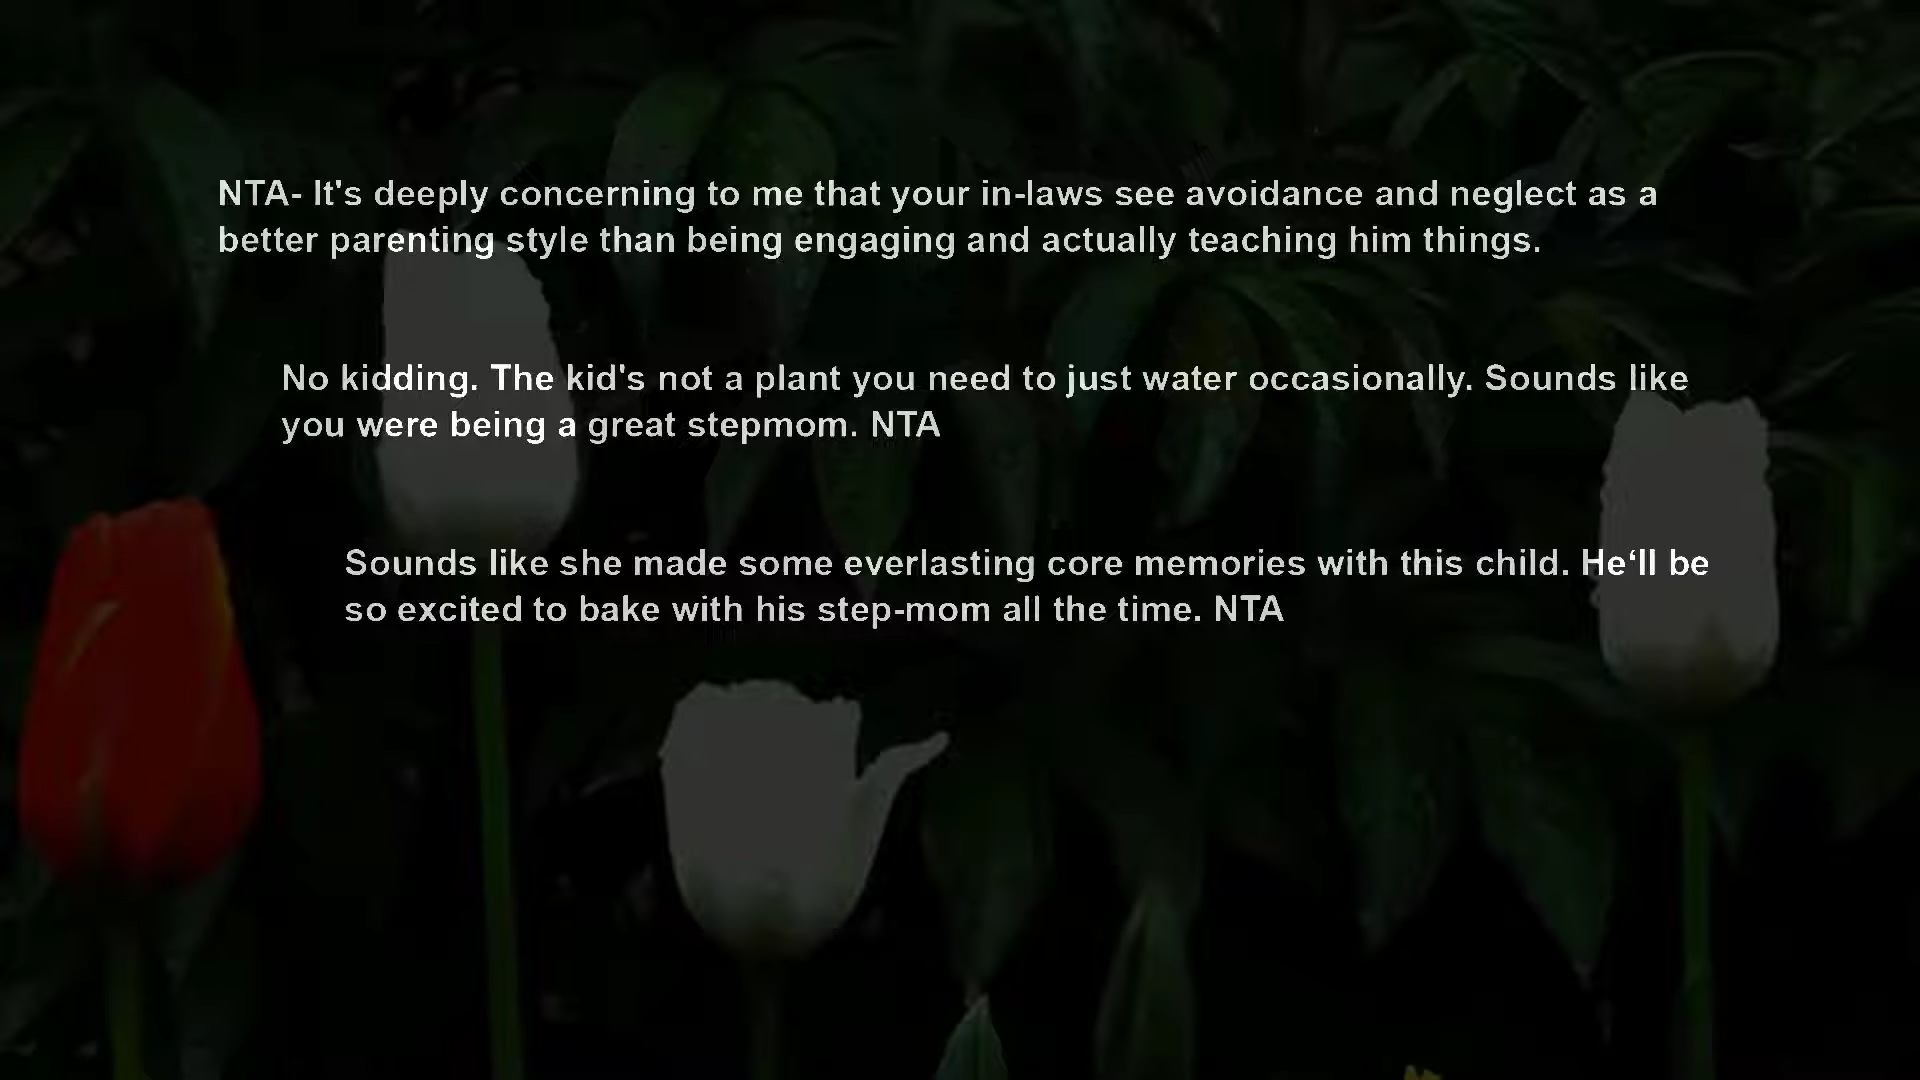 NTA- It's deeply concerning to me that your in-laws see avoidance and neglect as a
better parenting style than being engaging and actually teaching him things.
No kidding. The kid's not a plant you need to just water occasionally. Sounds like
you were being a great stepmom. NTA
Sounds like she made some everlasting core memories with this child. He‘ll be
so excited to bake with his step-mom all the time. NTA